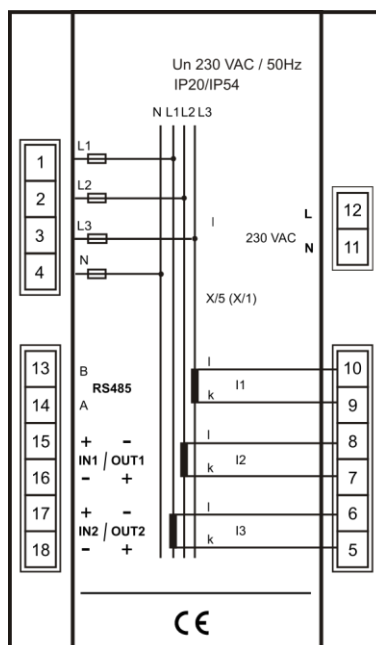 Un 230 VAC / 50Hz
IP20/IP54
N L1 L2 L3
1 L1
2 L2
3 L3
4 N
I
L 12
230 VAC N 11
X/5 (X/1)
13 B
RS485
14 A
15 + -
IN1 / OUT1
16 - +
17 + -
IN2 / OUT2
18 - +
l 10
I1
k 9
l 8
I2
k 7
l 6
I3
k 5
CE